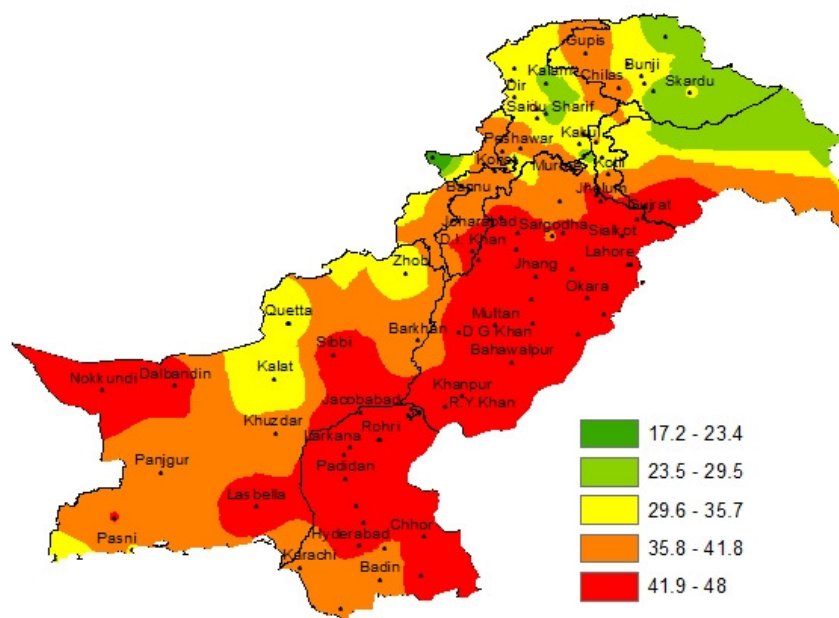 Gupis
Bunji
Kalam
Chilas
Skardu
Dir
Saidu Sharif
Kakul
Peshawar
Kohat
Murree
Kotli
Bannu
Jhelum
Gujrat
Joharabad
Sargodha
Sialkot
D.I. Khan
Lahore
Zhob
Jhang
Okara
Quetta
Multan
Barkhan
D.G.Khan
Sibbi
Bahawalpur
Kalat
Dalbandin
Nokkundi
Khanpur
Jacobabad
R.Y.Khan
Khuzdar
Rohri
Larkana
Panjgur
Padidan
Lasbella
Chhor
Pasni
Hyderabad
Karachi
Badin
17.2 - 23.4
23.5 - 29.5
29.6 - 35.7
35.8 - 41.8
41.9 - 48